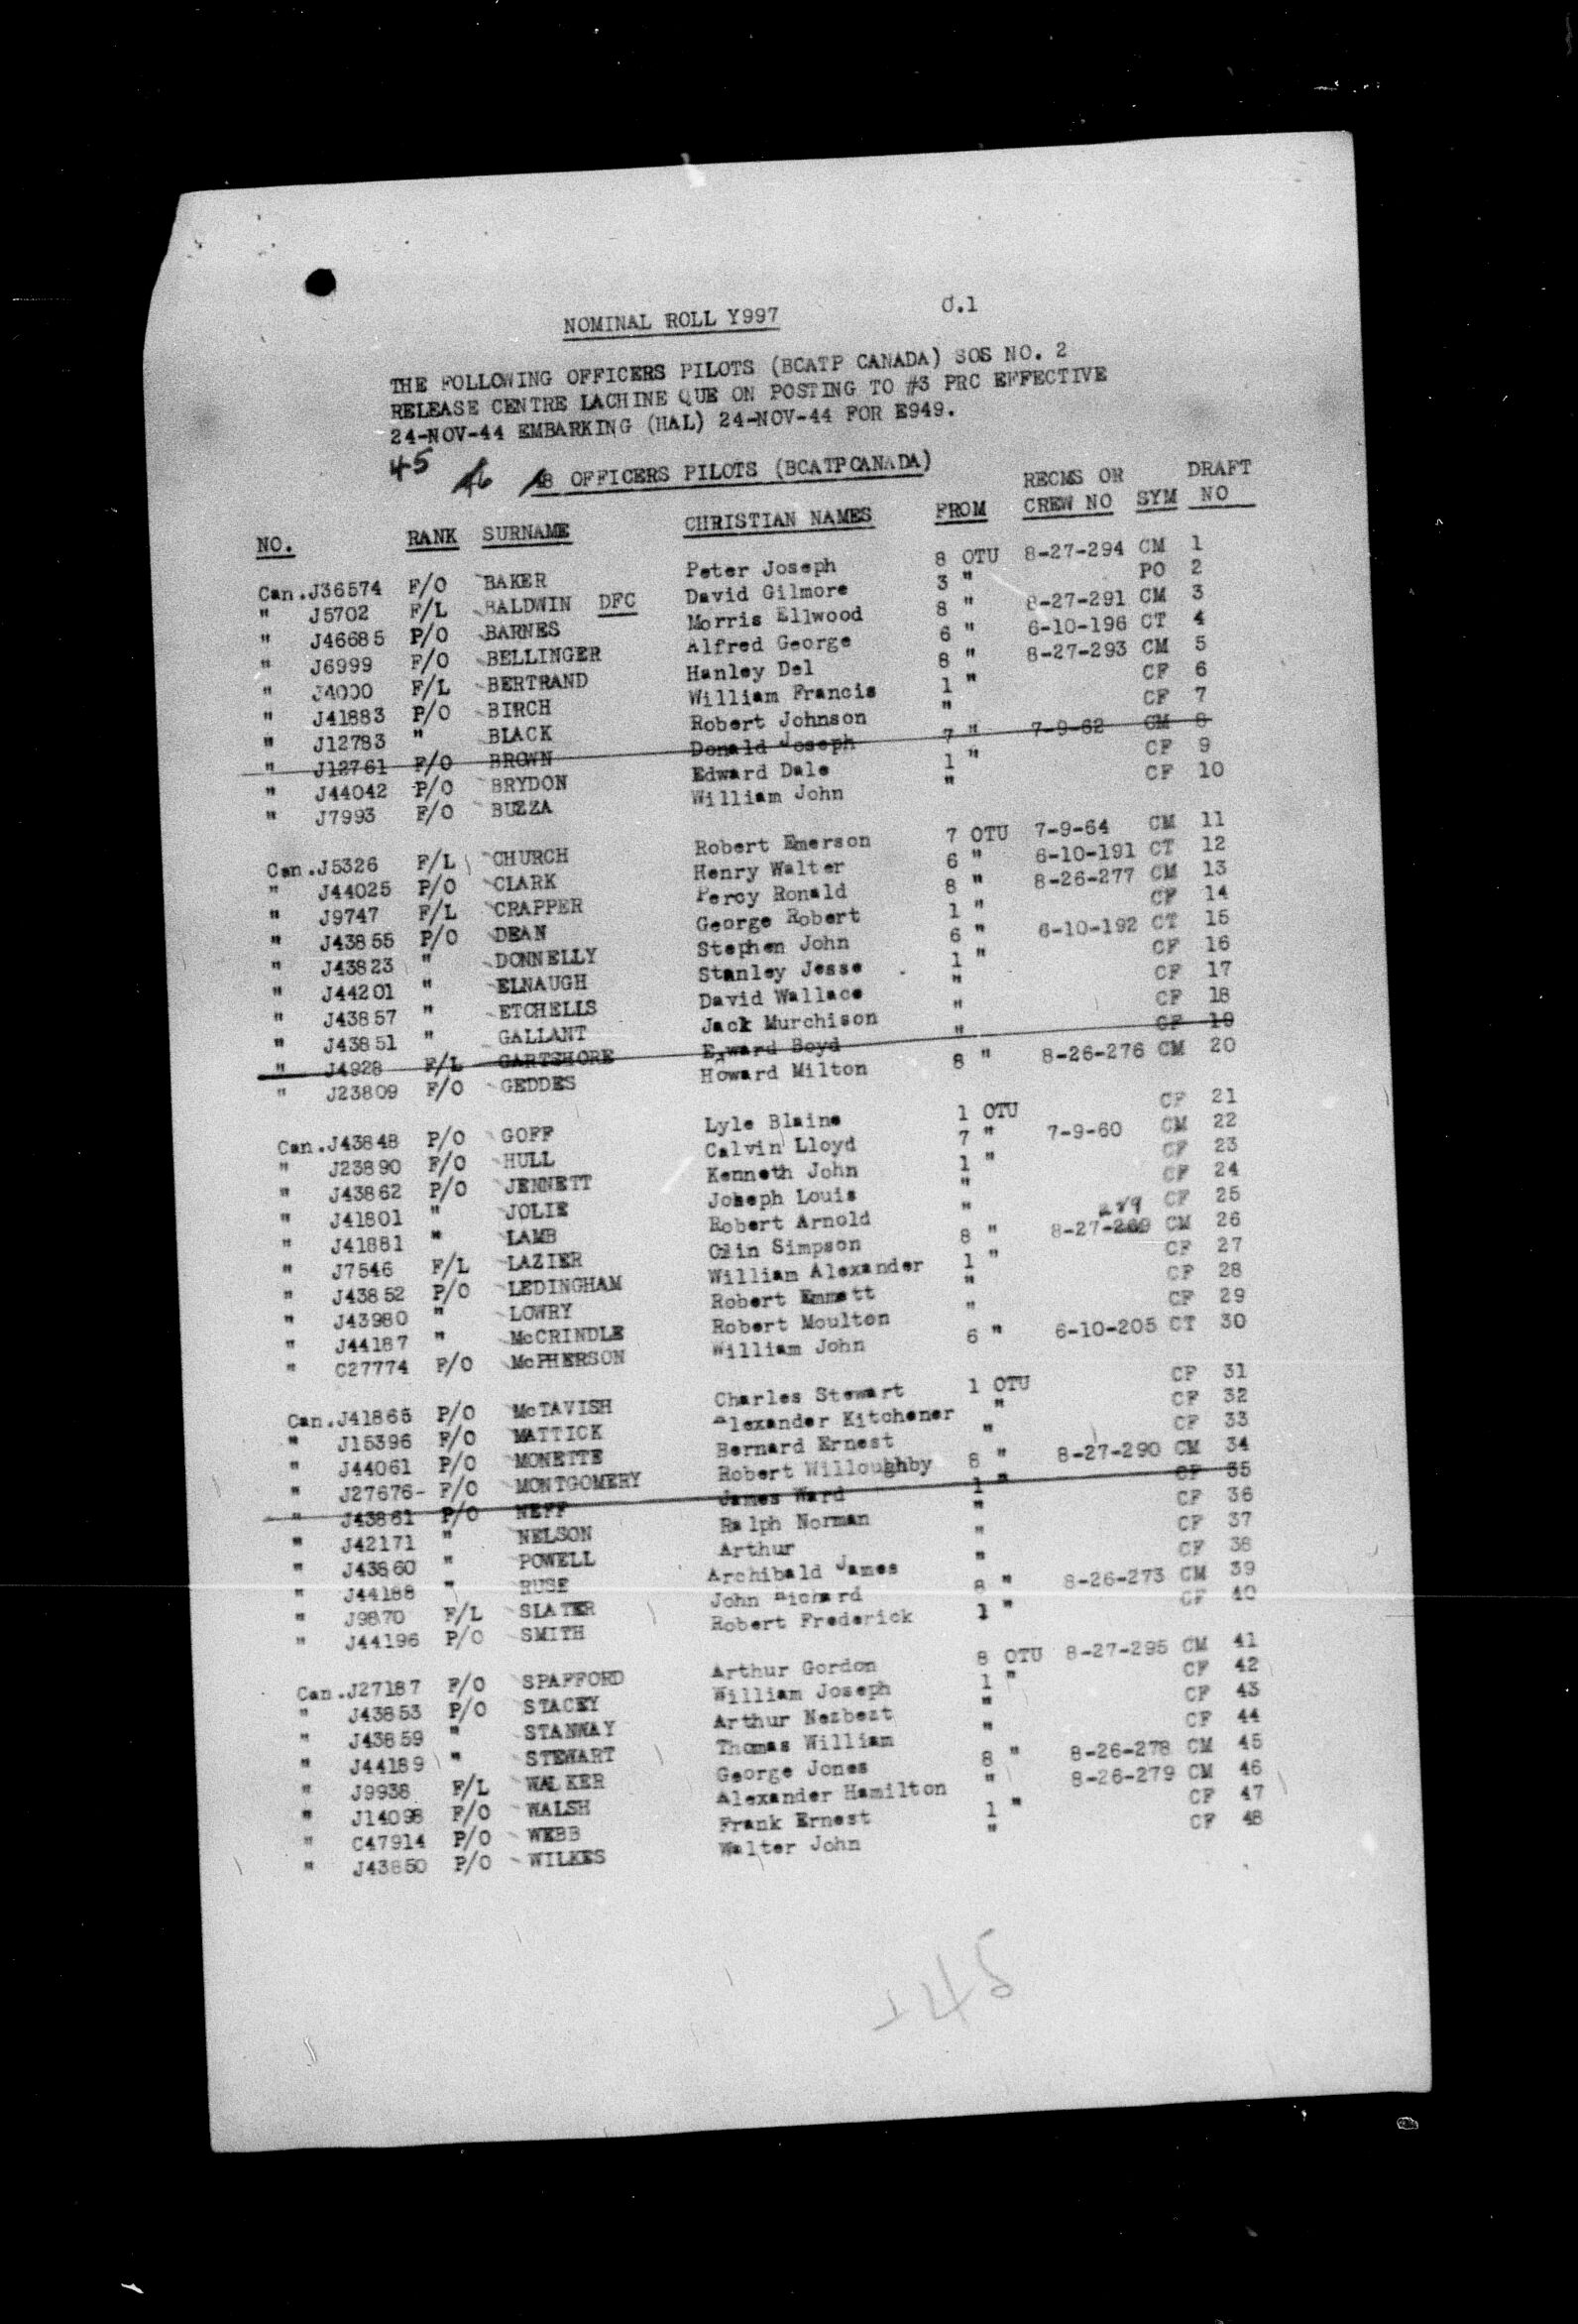 NOMINAL ROLL Y997 O.1
THE FOLLOWING OFFICERS PILOTS (BCATP CANADA) SOS NO. 2
RELEASE CENTRE LACHINE QUE ON POSTING TO #3 PRC EFFECTIVE
24-NOV-44 EMBARKING (HAL) 24-NOV-44 FOR E949.
45 46 48 OFFICERS PILOTS (BCATPCANADA)
RECMS OR DRAFT
NO. RANK SURNAME CHRISTIAN NAMES FROM CREW NO SYM NO
Can.J36574 F/O BAKER Peter Joseph 8 OTU 8-27-294 CM 1
" J5702 F/L BALDWIN DFC David Gilmore 3 " PO 2
" J46685 P/O BARNES Morris Ellwood 8 " 8-27-291 CM 3
" J6999 F/O BELLINGER Alfred George 6 " 6-10-196 CT 4
" J4000 F/L BERTRAND Hanley Del 8 " 8-27-293 CM 5
" J41883 P/O BIRCH William Francis 1 " CF 6
" J12783 " BLACK Robert Johnson " CF 7
" J12761 F/O BROWN Donald Joseph 7 " 7-9-62 CM 8
" J44042 P/O BRYDON Edward Dale 1 " CF 9
" J7993 F/O BUZZA William John " CF 10
Can.J5326 F/L CHURCH Robert Emerson 7 OTU 7-9-64 CM 11
" J44025 P/O CLARK Henry Walter 6 " 6-10-191 CT 12
" J9747 F/L CRAPPER Percy Ronald 8 " 8-26-277 CM 13
" J43855 P/O DEAN George Robert 1 " CF 14
" J43823 " DONNELLY Stephen John 6 " 6-10-192 CT 15
" J44201 " ELNAUGH Stanley Jesse 1 " CF 16
" J43857 " ETCHELLS David Wallace " CF 17
" J43851 " GALLANT Jack Murchison " CF 18
" J4928 F/L GARTSHORE Edward Boyd " CF 19
" J23809 F/O GEDDES Howard Milton 8 " 8-26-276 CM 20
Can.J43848 P/O GOFF Lyle Blaine 1 OTU CF 21
" J23890 F/O HULL Calvin Lloyd 7 " 7-9-60 CM 22
" J43862 P/O JENNETT Kenneth John 1 " CF 23
" J41801 " JOLIE Joseph Louis " CF 24
" J41881 " LAMB Robert Arnold " CF 25
" J7546 F/L LAZIER Olin Simpson 8 " 8-27-289 CM 26
" J43852 P/O LEDINGHAM William Alexander 1 " CF 27
" J43980 " LOWRY Robert Emmett " CF 28
" J44187 " McCRINDLE Robert Moulton " CF 29
" C27774 F/O McPHERSON William John 6 " 6-10-205 CT 30
Can.J41865 P/O McTAVISH Charles Stewart 1 OTU CF 31
" J15396 F/O MATTICK Alexander Kitchener " CF 32
" J44061 P/O MONETTE Bernard Ernest " CF 33
" J27676- F/O MONTGOMERY Robert Willoughby 8 " 8-27-290 CM 34
" J43861 P/O NEFF James Ward 1 " CF 35
" J42171 " NELSON Ralph Norman " CF 36
" J43860 " POWELL Arthur " CF 37
" J44188 " RUSE Archibald James " CF 38
" J9870 F/L SLATER John Richard 8 " 8-26-273 CM 39
" J44196 P/O SMITH Robert Frederick 1 " CF 40
Can.J27187 F/O SPAFFORD Arthur Gordon 8 OTU 8-27-295 CM 41
" J43853 P/O STACEY William Joseph 1 " CF 42
" J43859 " STANWAY Arthur Nezbezt " CF 43
" J44189 " STEWART Thomas William " CF 44
" J9938 F/L WALKER George Jones 8 " 8-26-278 CM 45
" J14098 F/O WALSH Alexander Hamilton " 8-26-279 CM 46
" C47914 P/O WEBB Frank Ernest 1 " CF 47
" J43850 P/O WILKES Walter John " CF 48
45